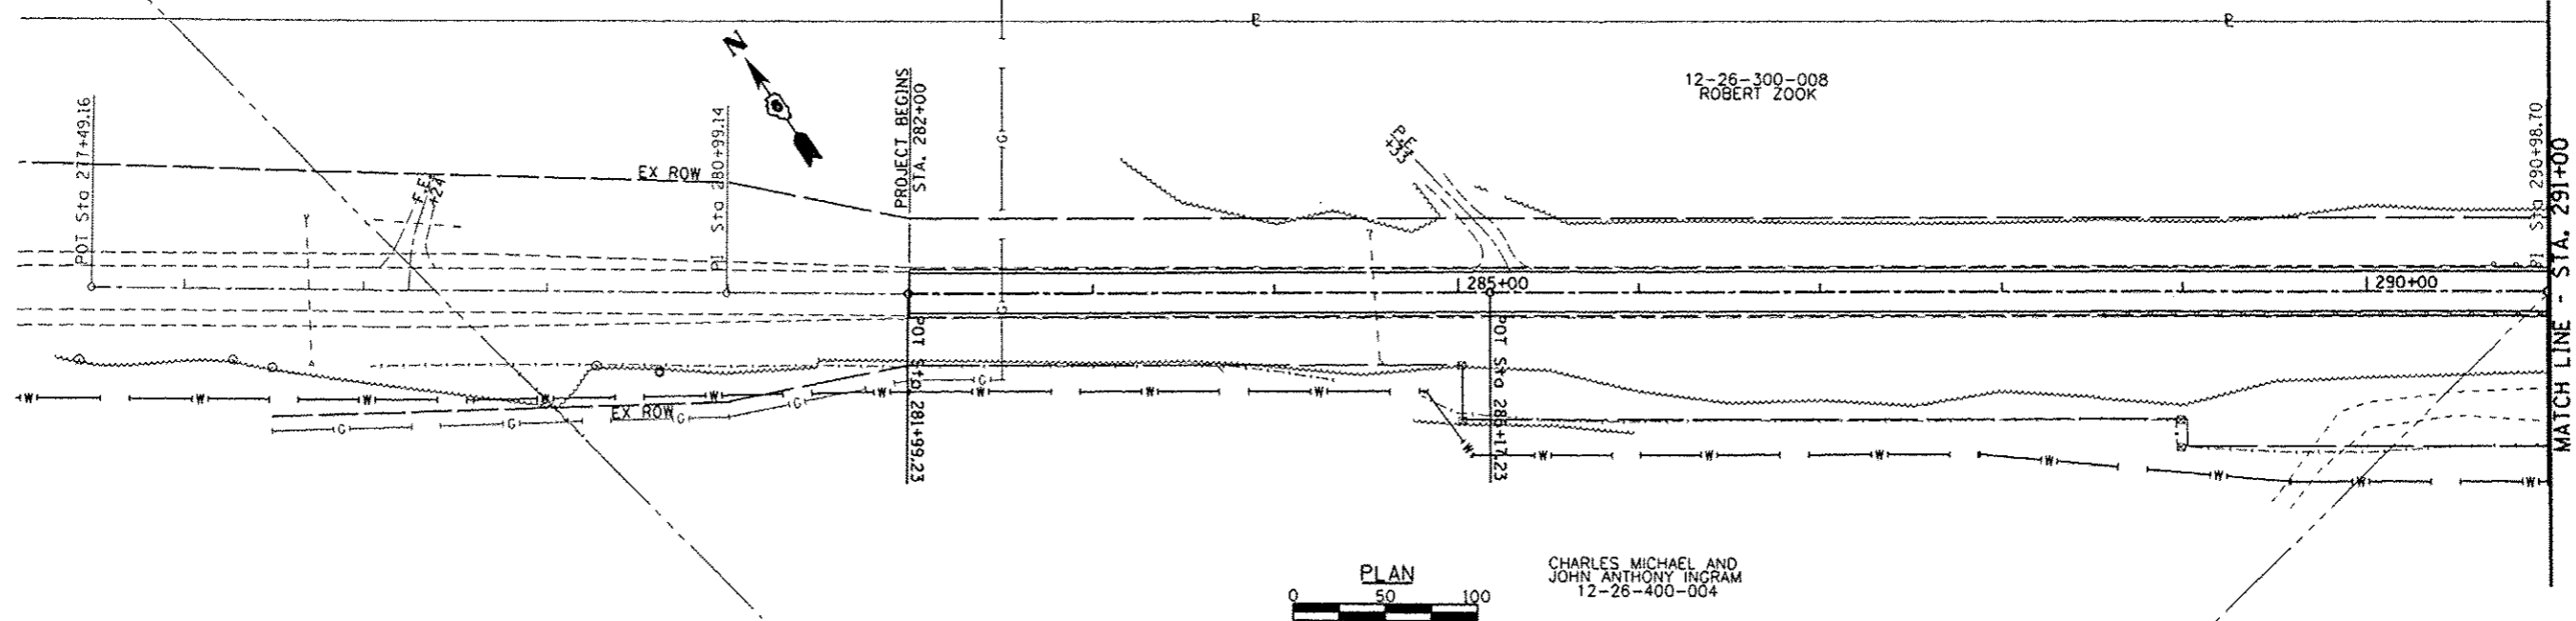 P
P
N
12-26-300-008
ROBERT ZOOK
POT Sta 277+49.16
F.E.
+24
EX ROW
PI Sta 280+99.14
PROJECT BEGINS
STA. 282+00
G
P.E.
+33
PI Sta 290+98.70
MATCH LINE - STA. 291+00
285+00
290+00
G
POT Sta 281+99.23
POT Sta 285+17.23
W W W W W W W W W
EX ROW
G G G G G
W W W W W W W W
PLAN
0 50 100
CHARLES MICHAEL AND
JOHN ANTHONY INGRAM
12-26-400-004